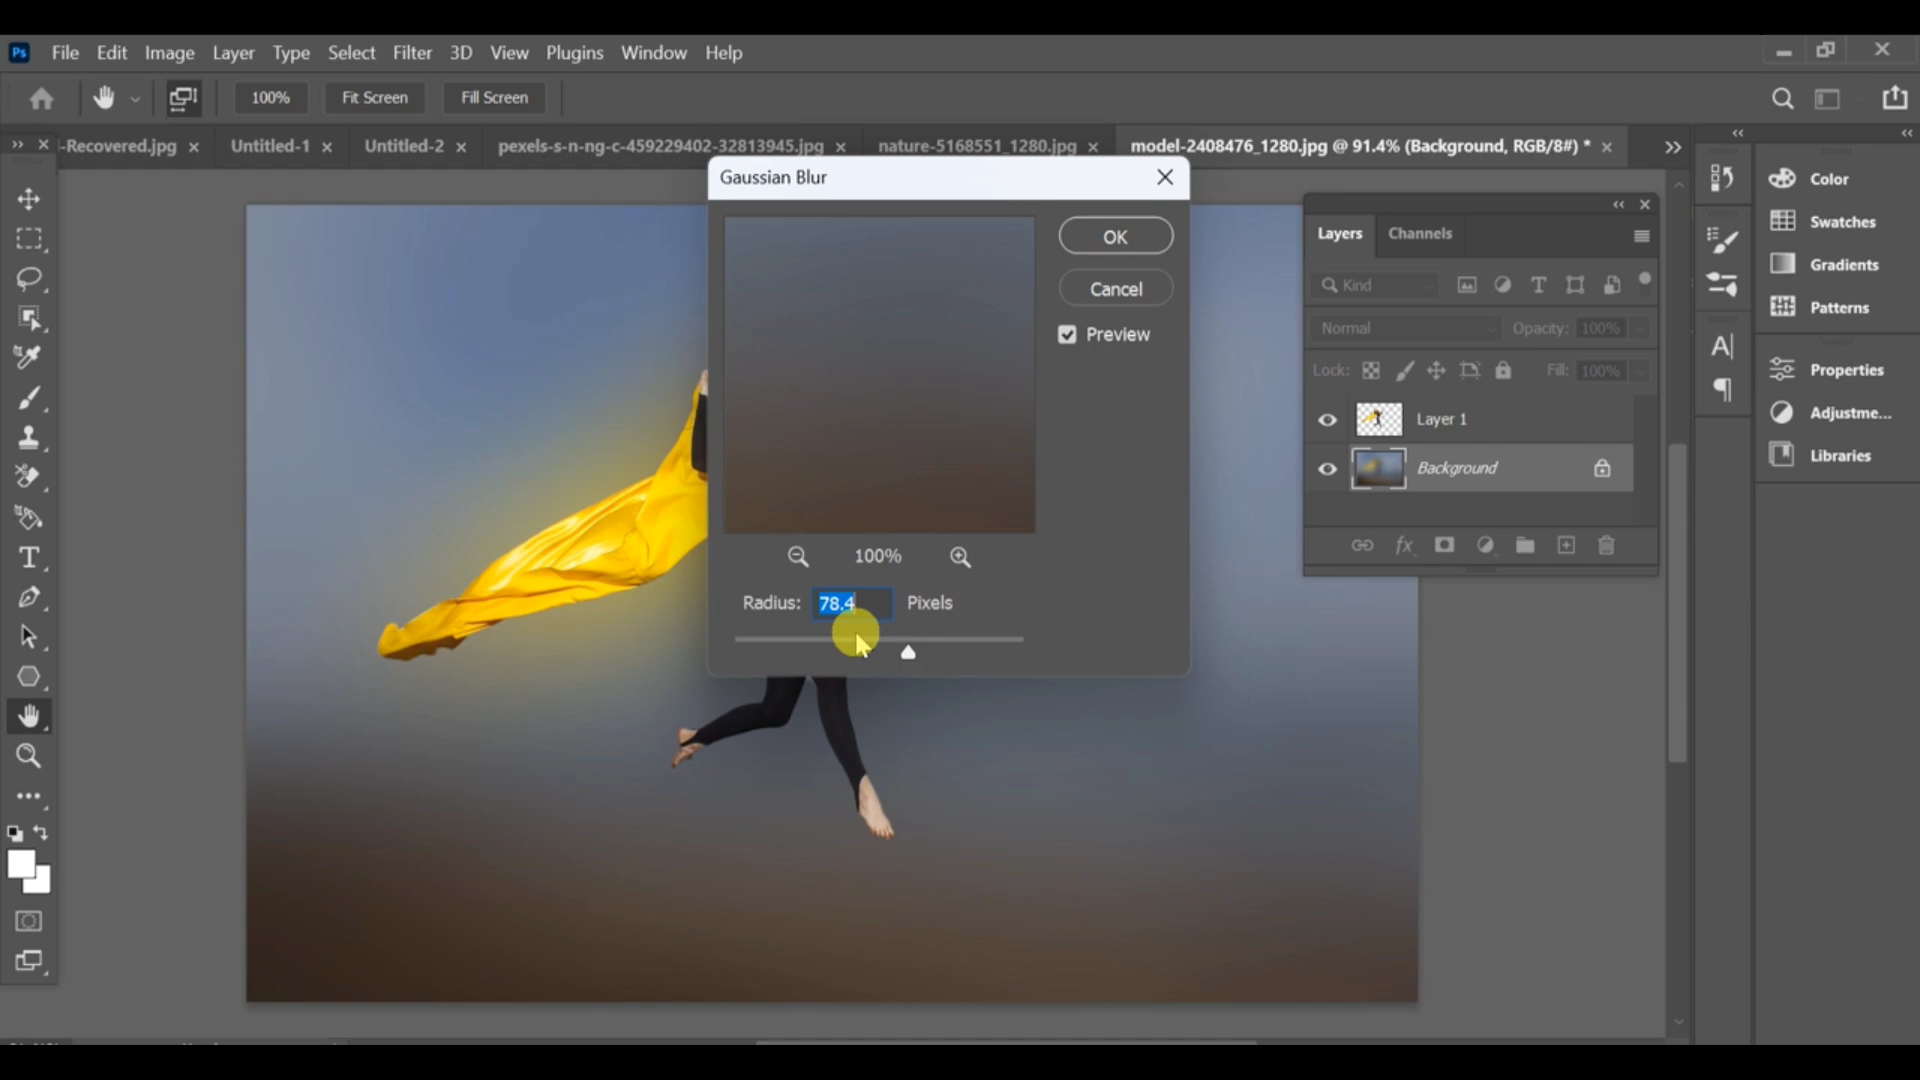 Ps File Edit Image Layer Type Select Filter 3D View Plugins Window Help
100% Fit Screen Fill Screen
-Recovered.jpg × Untitled-1 × Untitled-2 × pexels-s-n-ng-c-459229402-32813945.jpg × nature-5168551_1280.jpg × model-2408476_1280.jpg @ 91.4% (Background, RGB/8#) * ×
Gaussian Blur
OK
Cancel
Preview
100%
Radius: 78.4 Pixels
Layers Channels
Kind
Normal Opacity: 100%
Lock: Fill: 100%
Layer 1
Background
fx
Color
Swatches
Gradients
Patterns
Properties
Adjustme...
Libraries